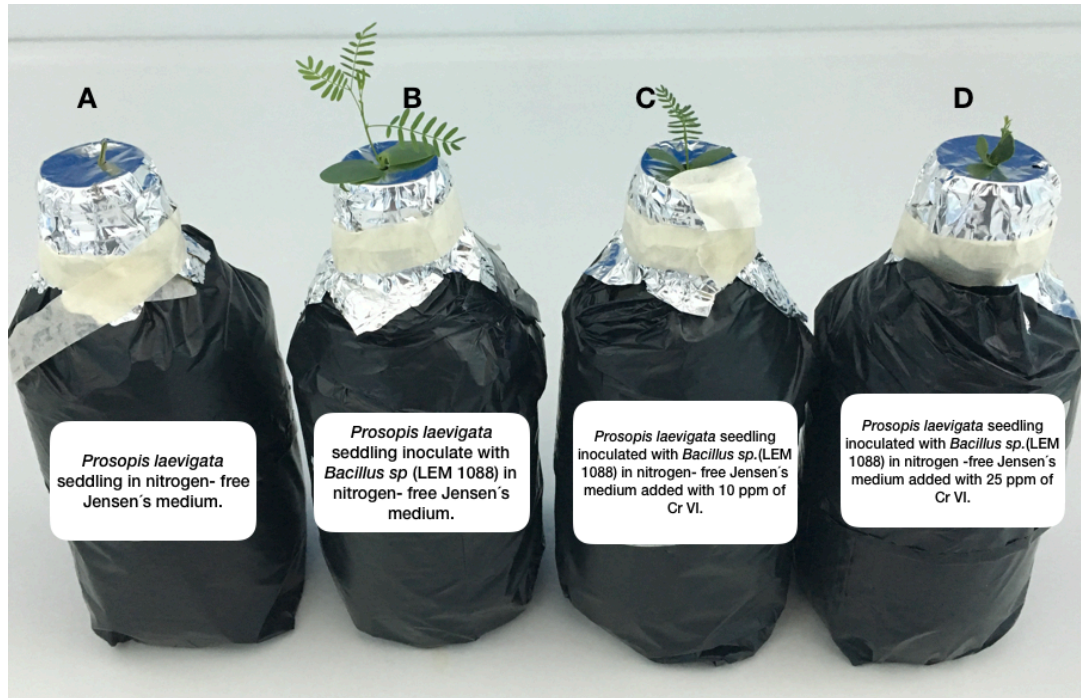 A
B
C
D
Prosopis laevigata
seddling in nitrogen- free
Jensen´s medium.
Prosopis laevigata
seddling inoculate with
Bacillus sp (LEM 1088) in
nitrogen- free Jensen´s
medium.
Prosopis laevigata seedling
inoculated with Bacillus sp.(LEM
1088) in nitrogen- free Jensen´s
medium added with 10 ppm of
Cr VI.
Prosopis laevigata seedling
inoculated with Bacillus sp.(LEM
1088) in nitrogen -free Jensen´s
medium added with 25 ppm of
Cr VI.